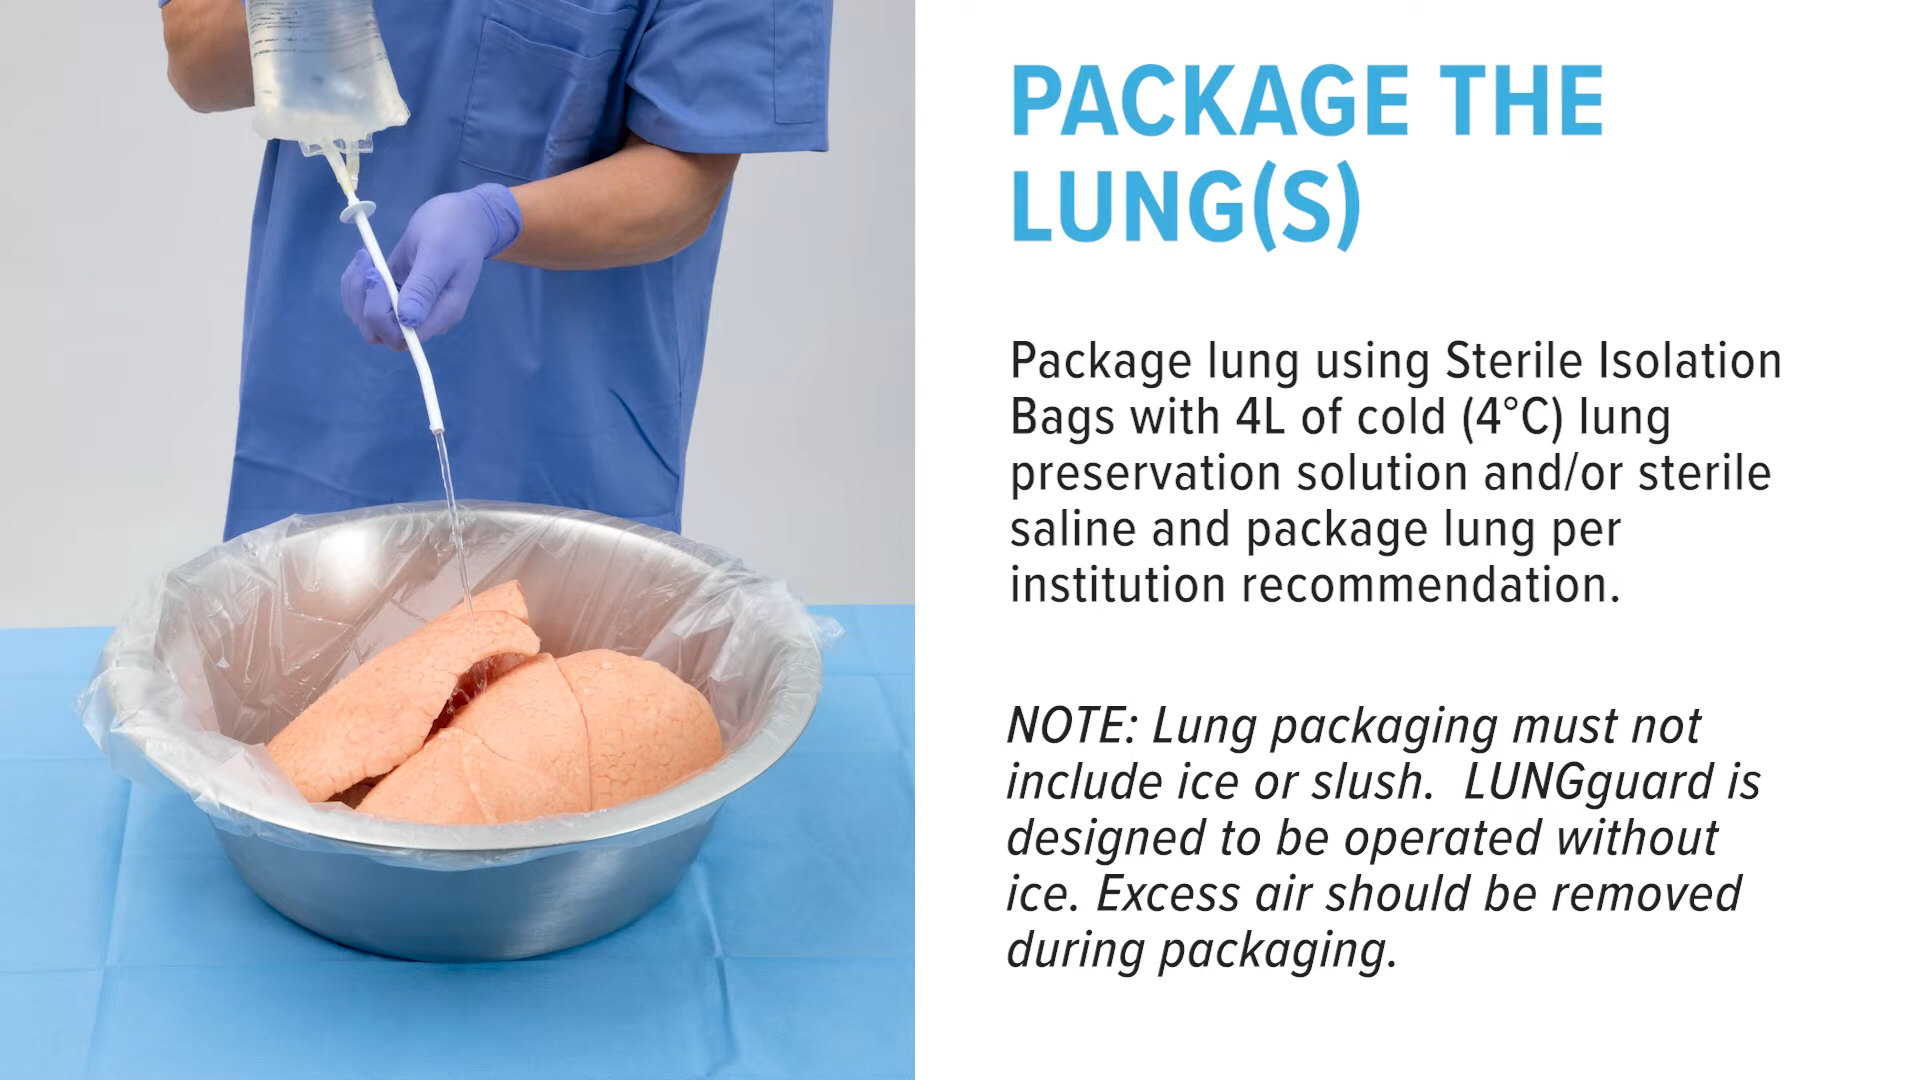 PACKAGE THE
LUNG(S)
Package lung using Sterile Isolation
Bags with 4L of cold (4°C) lung
preservation solution and/or sterile
saline and package lung per
institution recommendation.
NOTE: Lung packaging must not
include ice or slush.  LUNGguard is
designed to be operated without
ice. Excess air should be removed
during packaging.